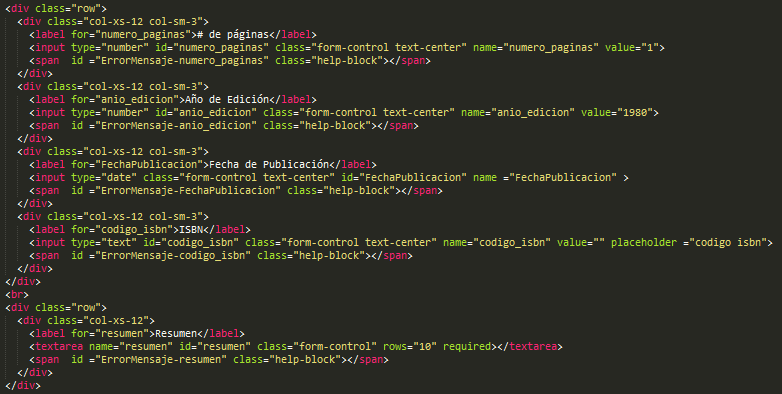 <div class="row">
<div class="col-xs-12 col-sm-3">
<label for="numero_paginas"># de páginas</label>
<input type="number" id="numero_paginas" class="form-control text-center" name="numero_paginas" value="1">
<span  id ="ErrorMensaje-numero_paginas" class="help-block"></span>
</div>
<div class="col-xs-12 col-sm-3">
<label for="anio_edicion">Año de Edición</label>
<input type="number" id="anio_edicion" class="form-control text-center" name="anio_edicion" value="1980">
<span  id ="ErrorMensaje-anio_edicion" class="help-block"></span>
</div>
<div class="col-xs-12 col-sm-3">
<label for="FechaPublicacion">Fecha de Publicación</label>
<input type="date" class="form-control text-center" id="FechaPublicacion" name ="FechaPublicacion" >
<span  id ="ErrorMensaje-FechaPublicacion" class="help-block"></span>
</div>
<div class="col-xs-12 col-sm-3">
<label for="codigo_isbn">ISBN</label>
<input type="text" id="codigo_isbn" class="form-control text-center" name="codigo_isbn" value="" placeholder ="codigo isbn">
<span  id ="ErrorMensaje-codigo_isbn" class="help-block"></span>
</div>
</div>
<br>
<div class="row">
<div class="col-xs-12">
<label for="resumen">Resumen</label>
<textarea name="resumen" id="resumen" class="form-control" rows="10" required></textarea>
<span  id ="ErrorMensaje-resumen" class="help-block"></span>
</div>
</div>